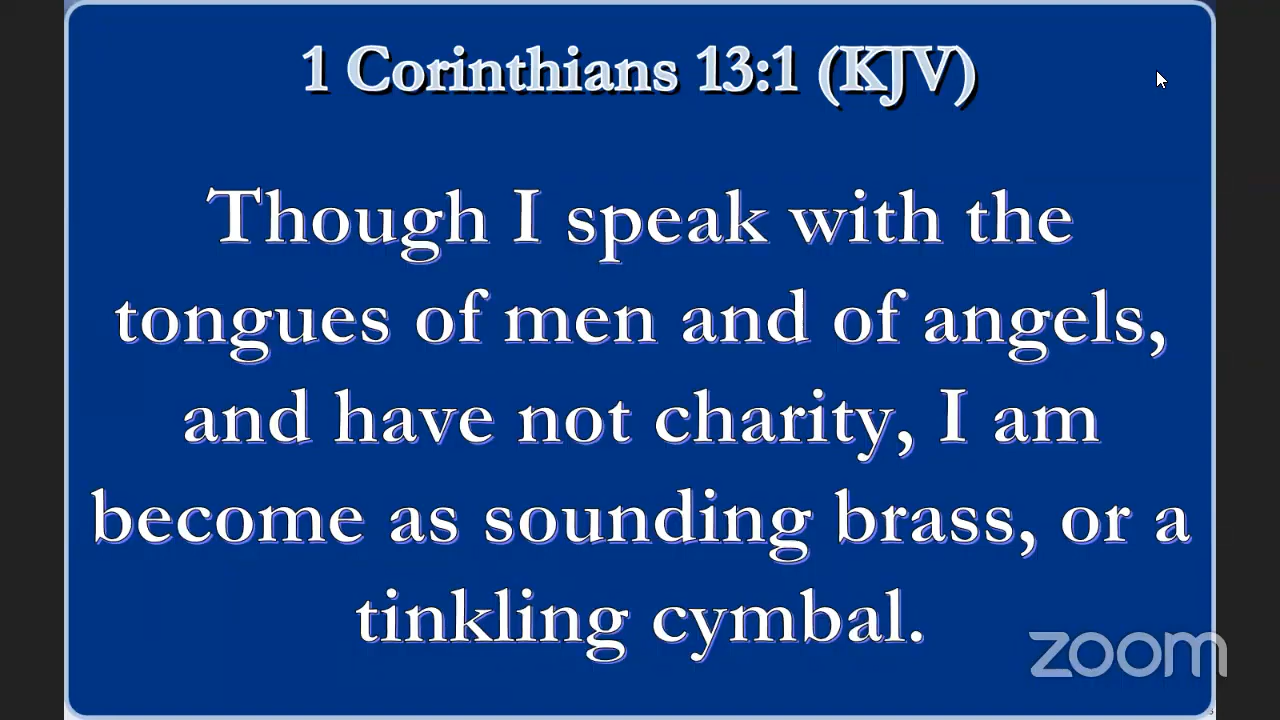 1 Corinthians 13:1 (KJV)
Though I speak with the
tongues of men and of angels,
and have not charity, I am
become as sounding brass, or a
tinkling cymbal.
zoom